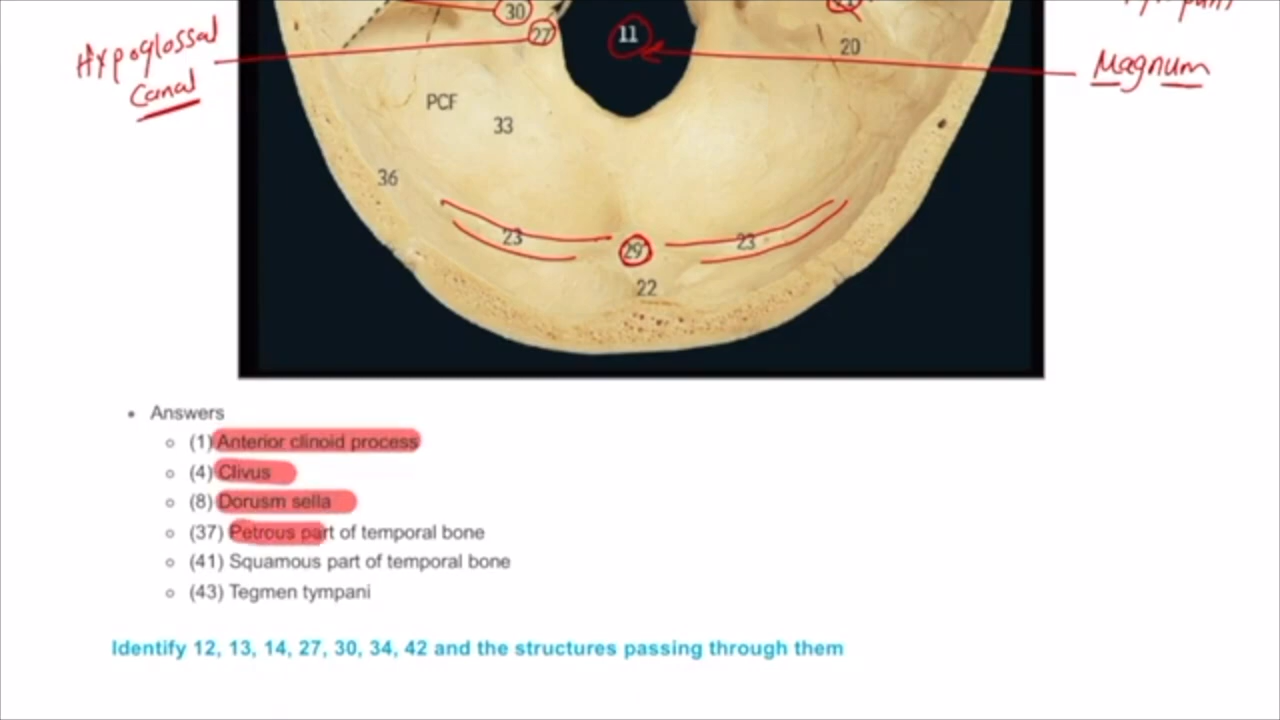 30
27
11
20
Hypoglossal
Canal
Magnum
PCF
33
36
23
29
23
22
• Answers
○ (1) Anterior clinoid process
○ (4) Clivus
○ (8) Dorusm sella
○ (37) Petrous part of temporal bone
○ (41) Squamous part of temporal bone
○ (43) Tegmen tympani
Identify 12, 13, 14, 27, 30, 34, 42 and the structures passing through them